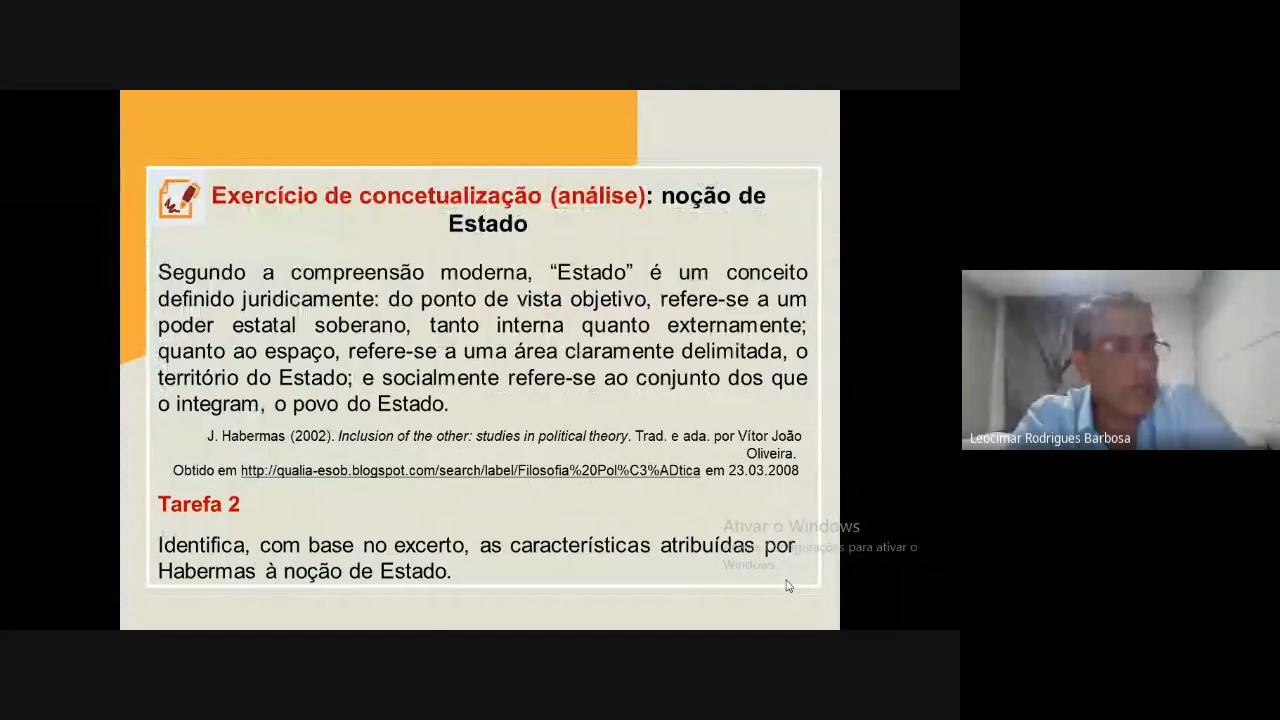 Exercício de concetualização (análise): noção de
Estado
Segundo a compreensão moderna, “Estado” é um conceito
definido juridicamente: do ponto de vista objetivo, refere-se a um
poder estatal soberano, tanto interna quanto externamente;
quanto ao espaço, refere-se a uma área claramente delimitada, o
território do Estado; e socialmente refere-se ao conjunto dos que
o integram, o povo do Estado.
J. Habermas (2002). Inclusion of the other: studies in political theory. Trad. e ada. por Vítor João
Oliveira.
Obtido em http://qualia-esob.blogspot.com/search/label/Filosofia%20Pol%C3%ADtica em 23.03.2008
Tarefa 2
Identifica, com base no excerto, as características atribuídas por
Habermas à noção de Estado.
Ativar o Windows
para ativar o
Windows.
Leocimar Rodrigues Barbosa